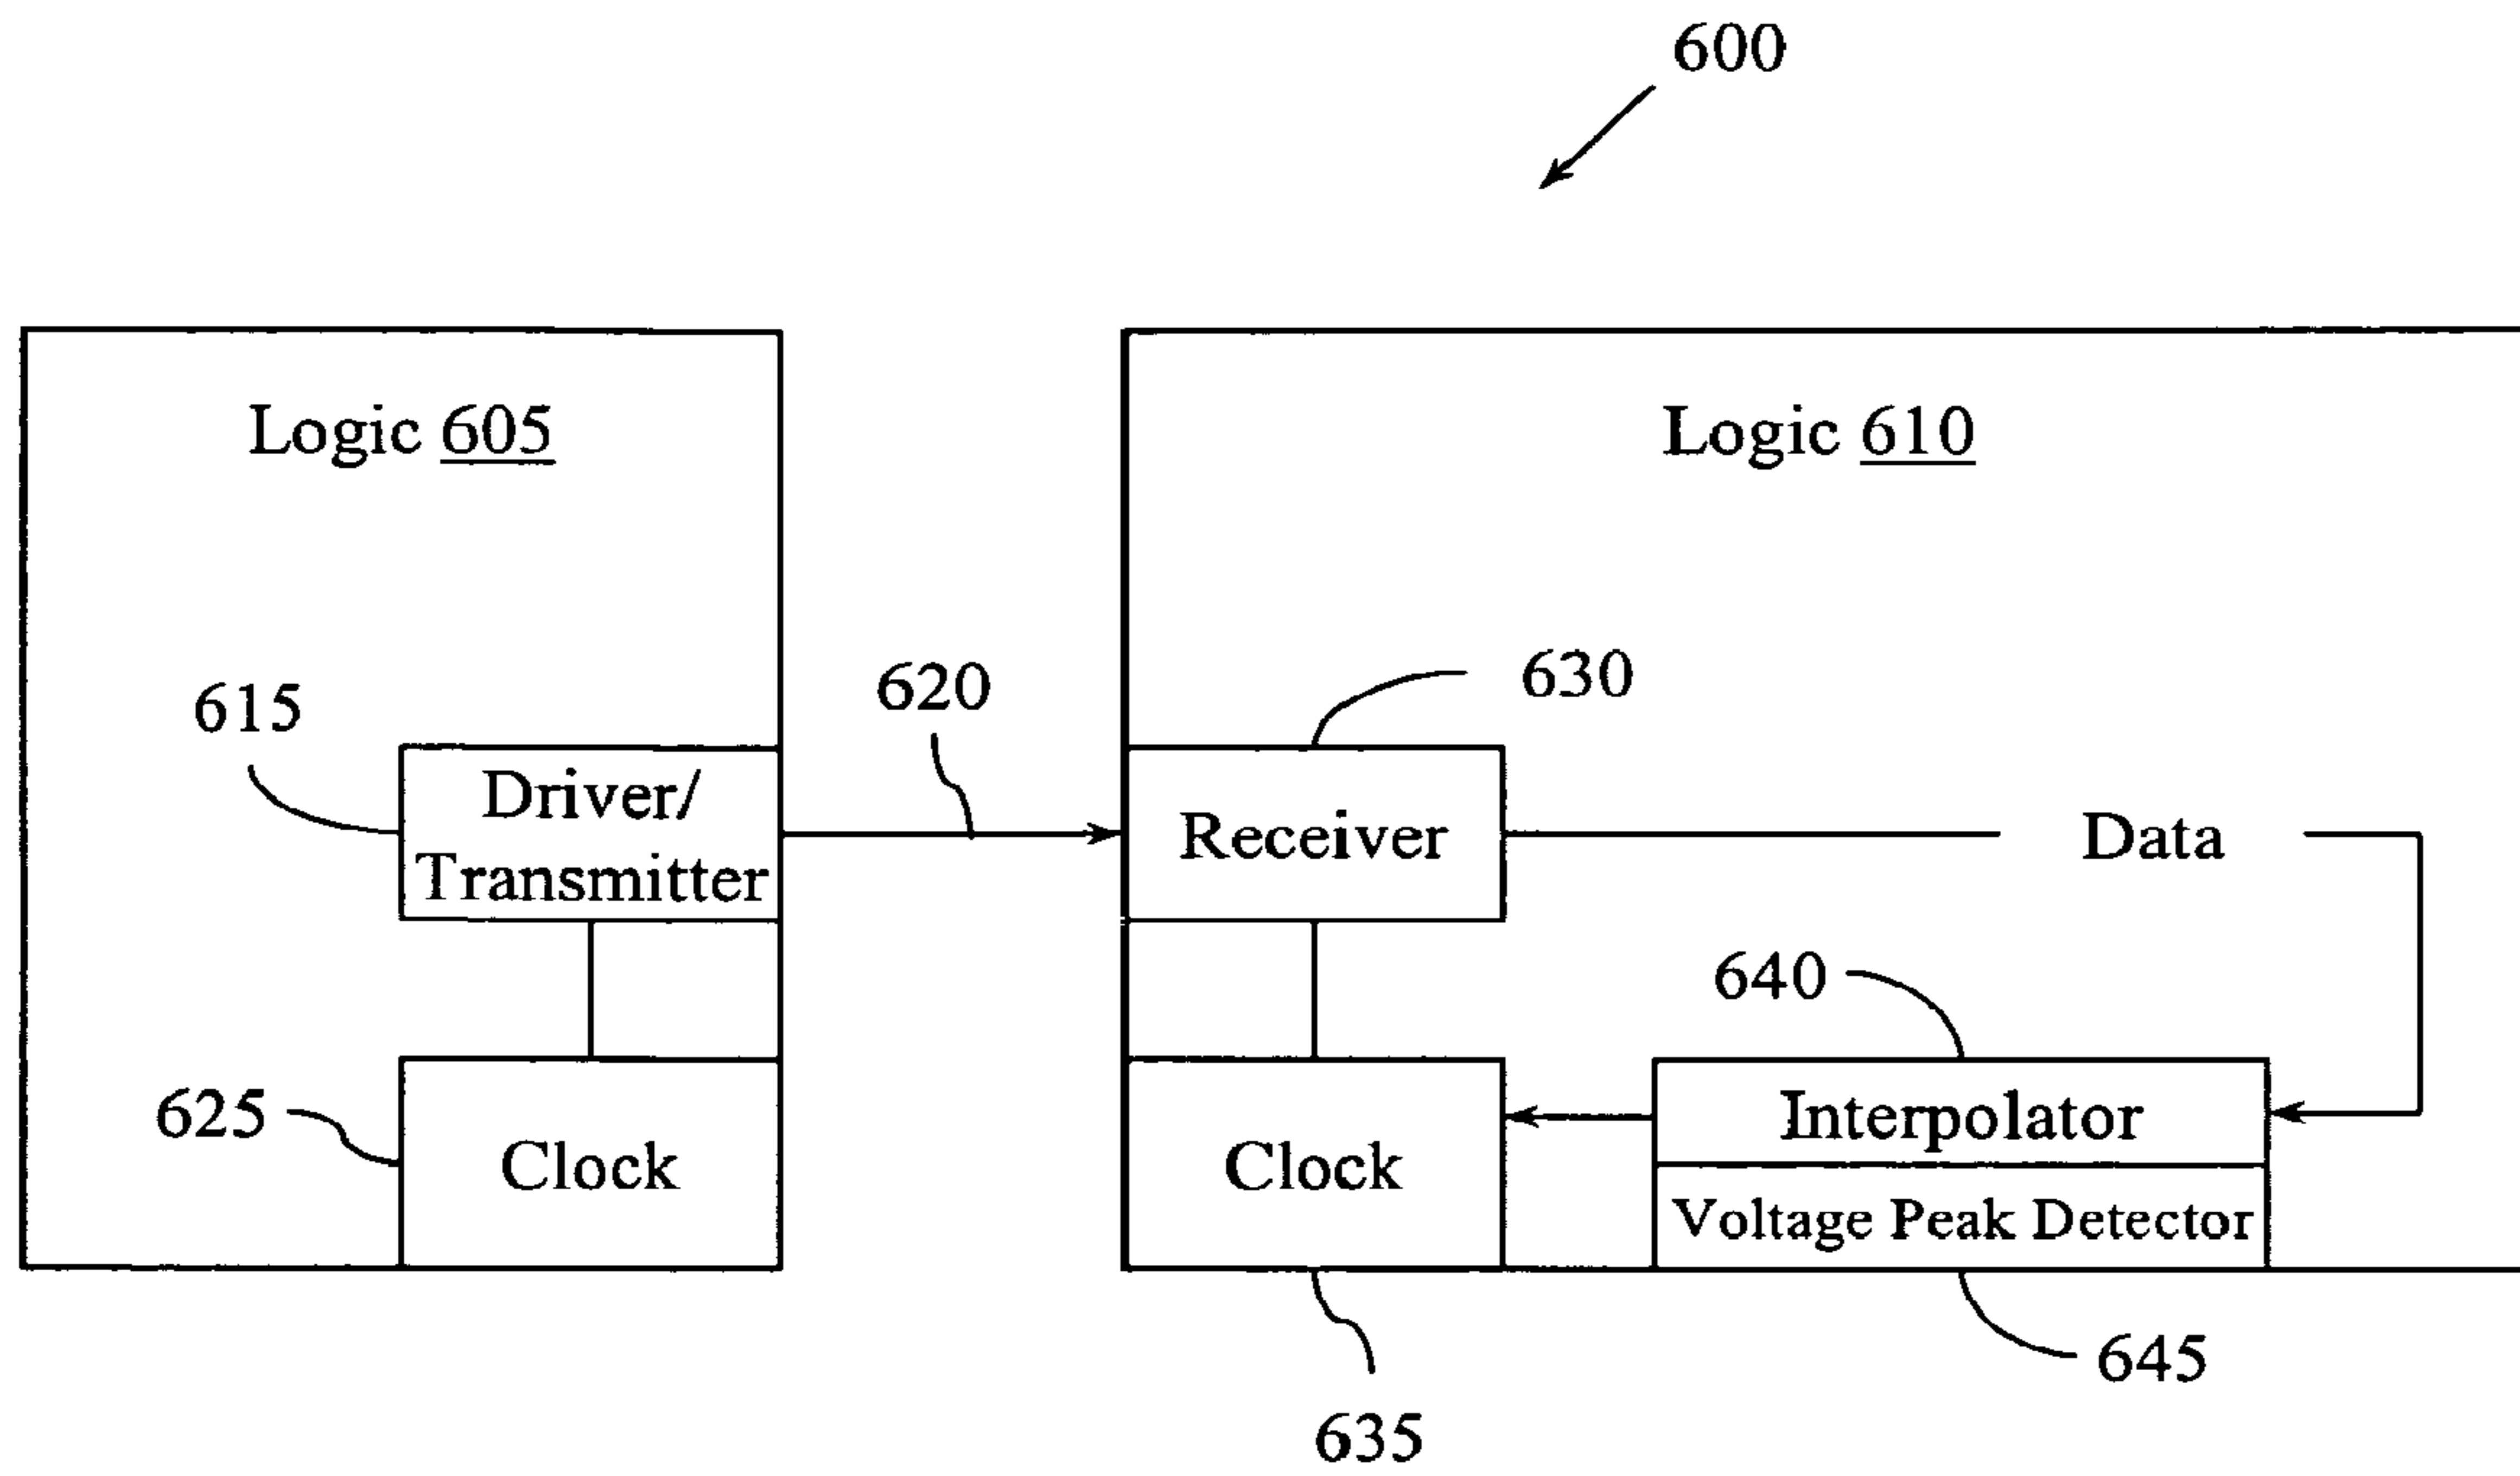 600
Logic 605
Logic 610
615
620
630
Driver/
Transmitter
Receiver
Data
640
625
Clock
Clock
Interpolator
Voltage Peak Detector
645
635